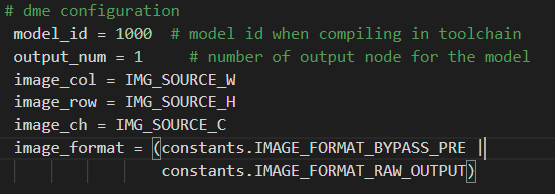 # dme configuration
model_id = 1000  # model id when compiling in toolchain
output_num = 1     # number of output node for the model
image_col = IMG_SOURCE_W
image_row = IMG_SOURCE_H
image_ch = IMG_SOURCE_C
image_format = (constants.IMAGE_FORMAT_BYPASS_PRE |
constants.IMAGE_FORMAT_RAW_OUTPUT)